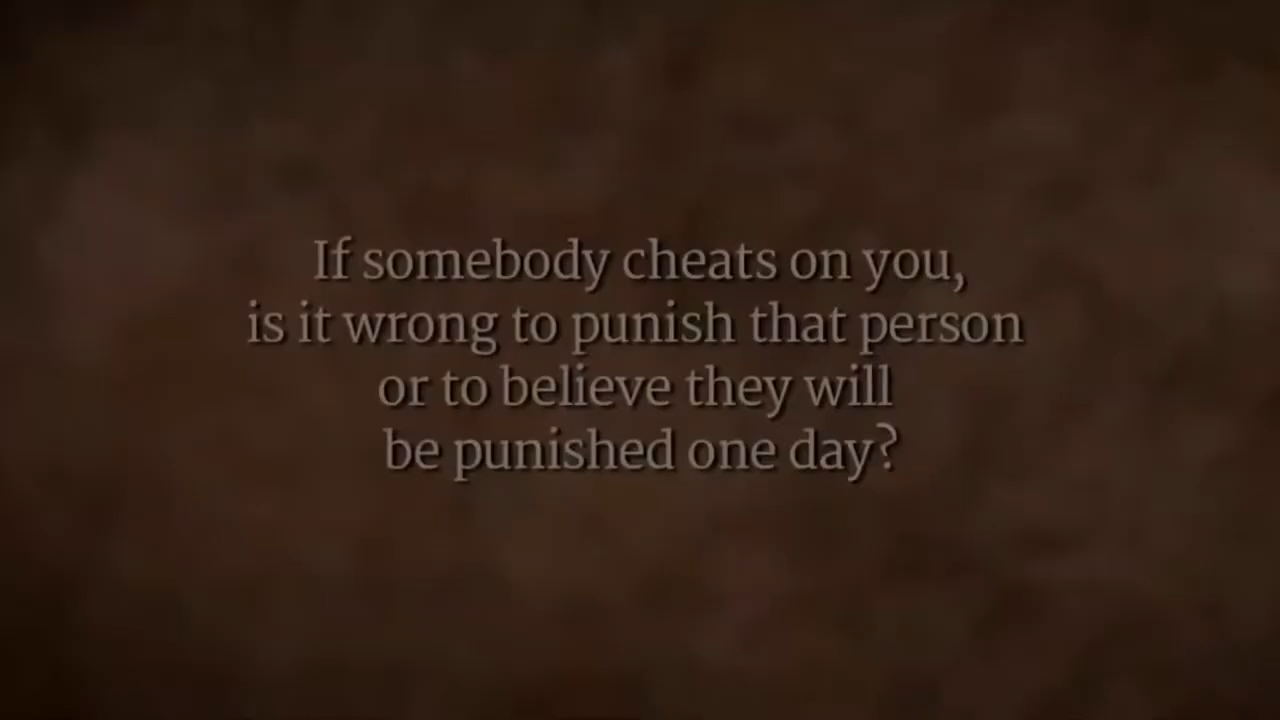 If somebody cheats on you,
is it wrong to punish that person
or to believe they will
be punished one day?